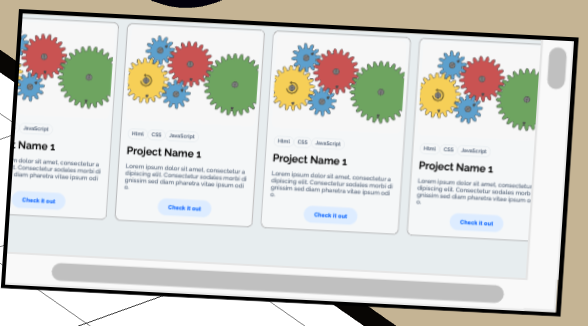 JavaScript
Name 1
m dolor sit amet, consectetur a
. Consectetur sodales morbi di
diam pharetra vitae ipsum odi
Check it out
Html CSS JavaScript
Project Name 1
Lorem ipsum dolor sit amet, consectetur a
dipiscing elit. Consectetur sodales morbi di
gnissim sed diam pharetra vitae ipsum odi
o.
Check it out
Html CSS JavaScript
Project Name 1
Lorem ipsum dolor sit amet, consectetur a
dipiscing elit. Consectetur sodales morbi di
gnissim sed diam pharetra vitae ipsum odi
o.
Check it out
Html CSS JavaScript
Project Name 1
Lorem ipsum dolor sit amet, consectetur
dipiscing elit. Consectetur sodales morbi
gnissim sed diam pharetra vitae ipsum o
o.
Check it out